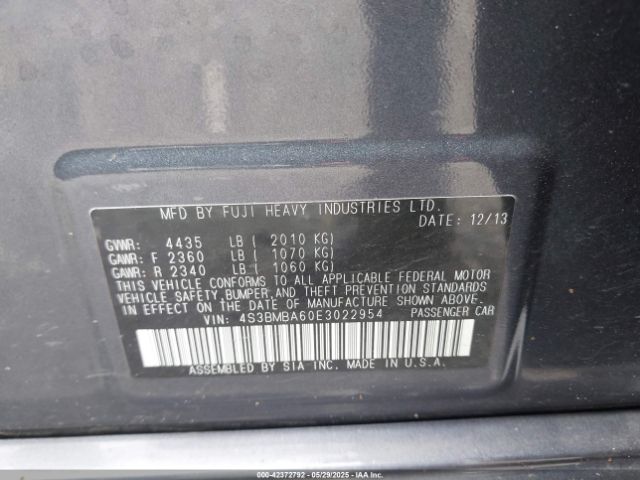 MFD BY FUJI HEAVY INDUSTRIES LTD.
DATE: 12/13
GVWR: 4435 LB ( 2010 KG)
GAWR: F 2360 LB ( 1070 KG)
GAWR: R 2340 LB ( 1060 KG)
THIS VEHICLE CONFORMS TO ALL APPLICABLE FEDERAL MOTOR
VEHICLE SAFETY,BUMPER AND THEFT PREVENTION STANDARDS
IN EFFECT ON THE DATE OF MANUFACTURE SHOWN ABOVE.
VIN: 4S3BMBA60E3022954 PASSENGER CAR
ASSEMBLED BY SIA INC. MADE IN U.S.A.
000-42372792 - 05/29/2025 - IAAI.COM